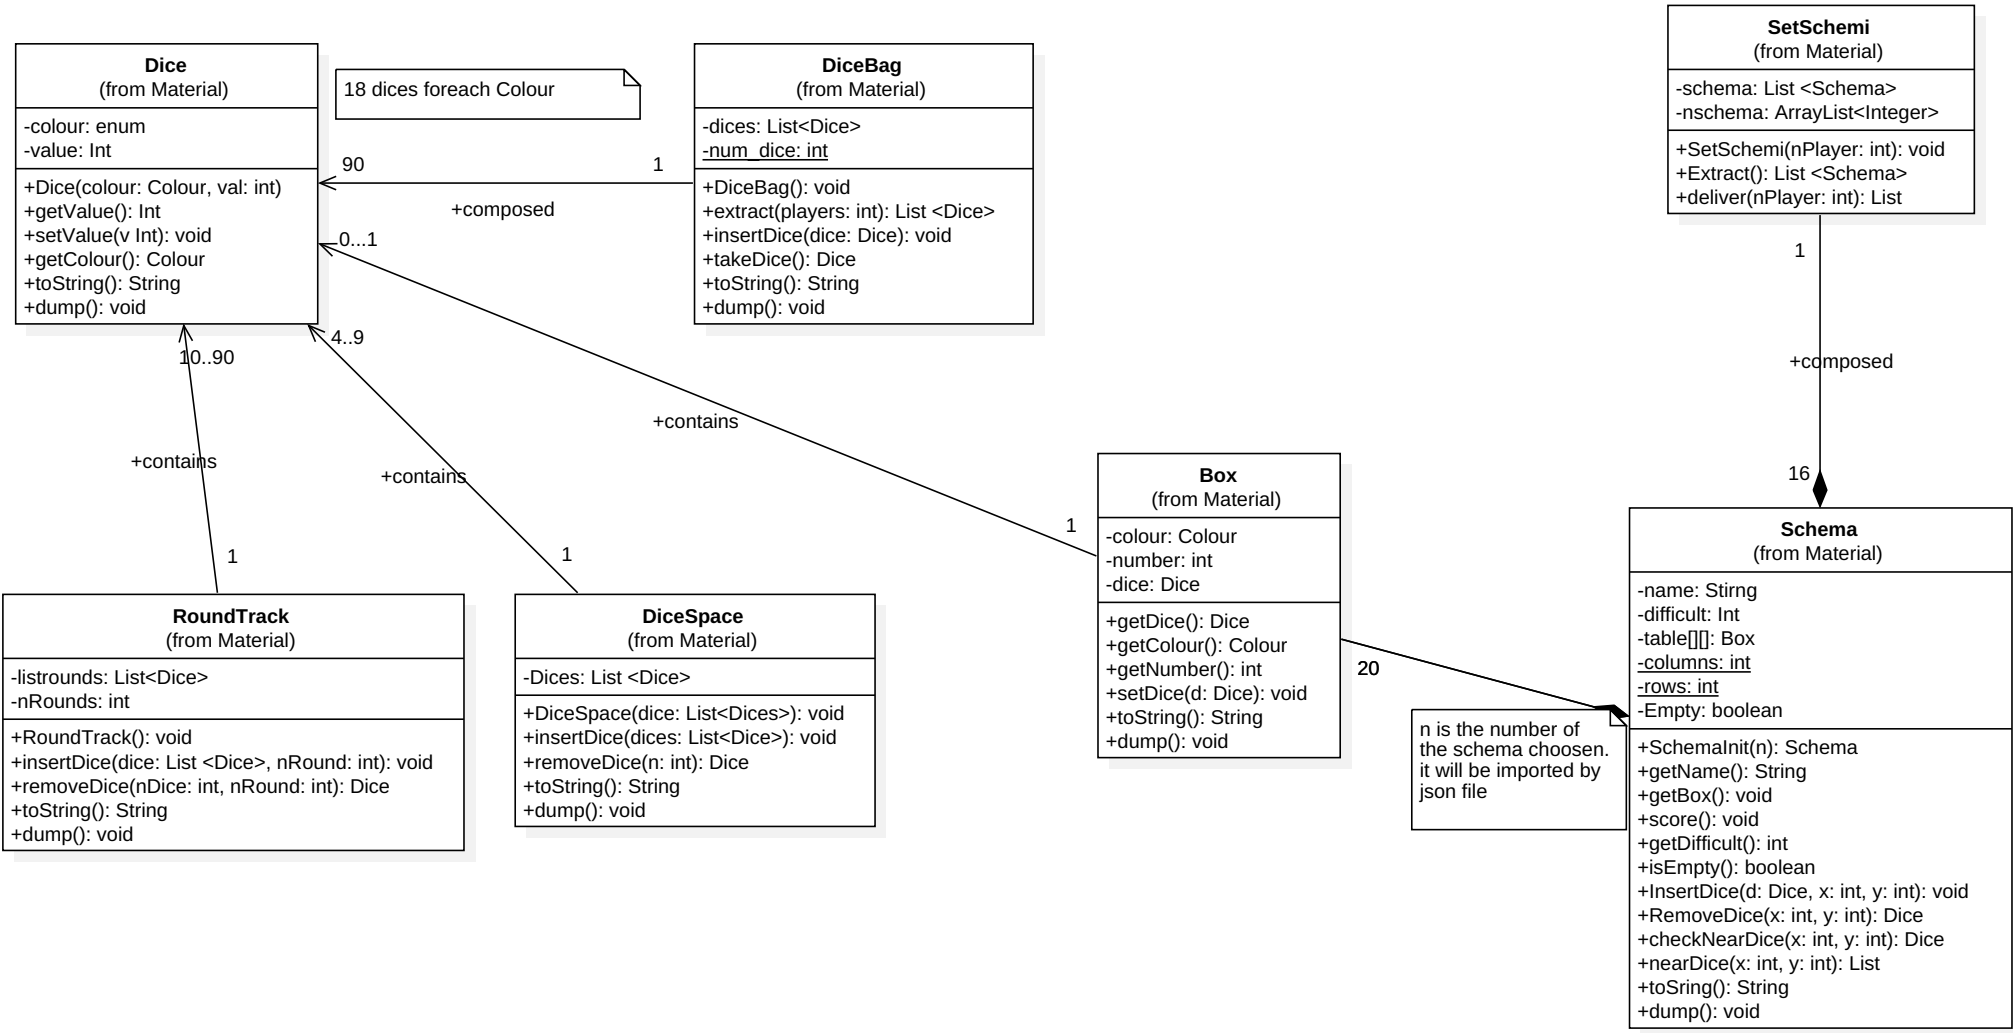 Dice
(from Material)
-colour: enum
-value: Int
+Dice(colour: Colour, val: int)
+getValue(): Int
+setValue(v Int): void
+getColour(): Colour
+toString(): String
+dump(): void
18 dices foreach Colour
DiceBag
(from Material)
-dices: List<Dice>
-num_dice: int
+DiceBag(): void
+extract(players: int): List <Dice>
+insertDice(dice: Dice): void
+takeDice(): Dice
+toString(): String
+dump(): void
SetSchemi
(from Material)
-schema: List <Schema>
-nschema: ArrayList<Integer>
+SetSchemi(nPlayer: int): void
+Extract(): List <Schema>
+deliver(nPlayer: int): List
90
1
+composed
0...1
+contains
1
10..90
+contains
1
4..9
+contains
1
1
+composed
16
RoundTrack
(from Material)
-listrounds: List<Dice>
-nRounds: int
+RoundTrack(): void
+insertDice(dice: List <Dice>, nRound: int): void
+removeDice(nDice: int, nRound: int): Dice
+toString(): String
+dump(): void
DiceSpace
(from Material)
-Dices: List <Dice>
+DiceSpace(dice: List<Dices>): void
+insertDice(dices: List<Dice>): void
+removeDice(n: int): Dice
+toString(): String
+dump(): void
Box
(from Material)
-colour: Colour
-number: int
-dice: Dice
+getDice(): Dice
+getColour(): Colour
+getNumber(): int
+setDice(d: Dice): void
+toString(): String
+dump(): void
20
n is the number of
the schema choosen.
it will be imported by
json file
Schema
(from Material)
-name: Stirng
-difficult: Int
-table[][]: Box
-columns: int
-rows: int
-Empty: boolean
+SchemaInit(n): Schema
+getName(): String
+getBox(): void
+score(): void
+getDifficult(): int
+isEmpty(): boolean
+InsertDice(d: Dice, x: int, y: int): void
+RemoveDice(x: int, y: int): Dice
+checkNearDice(x: int, y: int): Dice
+nearDice(x: int, y: int): List
+toSring(): String
+dump(): void